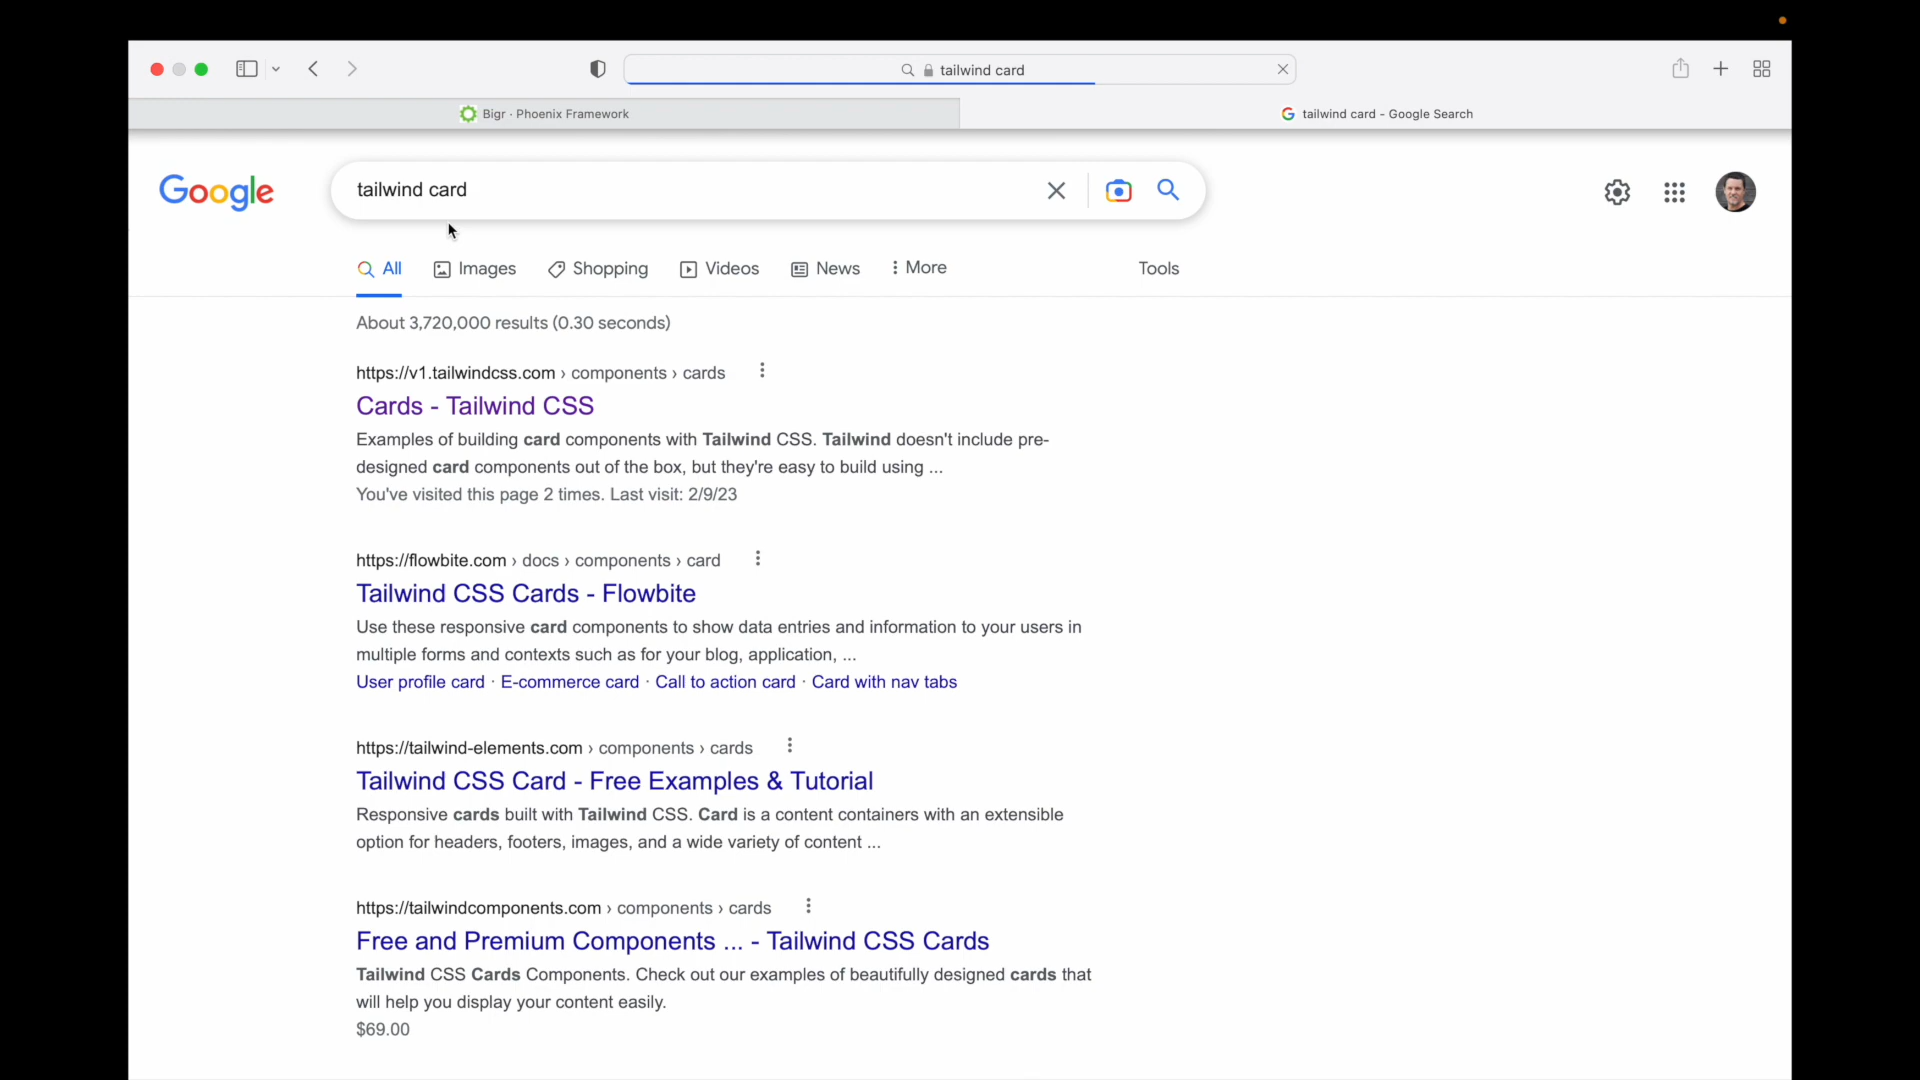 tailwind card
Bigr · Phoenix Framework
tailwind card - Google Search
Google
tailwind card
All
Images
Shopping
Videos
News
More
Tools
About 3,720,000 results (0.30 seconds)
https://v1.tailwindcss.com › components › cards
Cards - Tailwind CSS
Examples of building card components with Tailwind CSS. Tailwind doesn't include pre-
designed card components out of the box, but they're easy to build using ...
You've visited this page 2 times. Last visit: 2/9/23
https://flowbite.com › docs › components › card
Tailwind CSS Cards - Flowbite
Use these responsive card components to show data entries and information to your users in
multiple forms and contexts such as for your blog, application, ...
User profile card · E-commerce card · Call to action card · Card with nav tabs
https://tailwind-elements.com › components › cards
Tailwind CSS Card - Free Examples & Tutorial
Responsive cards built with Tailwind CSS. Card is a content containers with an extensible
option for headers, footers, images, and a wide variety of content ...
https://tailwindcomponents.com › components › cards
Free and Premium Components ... - Tailwind CSS Cards
Tailwind CSS Cards Components. Check out our examples of beautifully designed cards that
will help you display your content easily.
$69.00